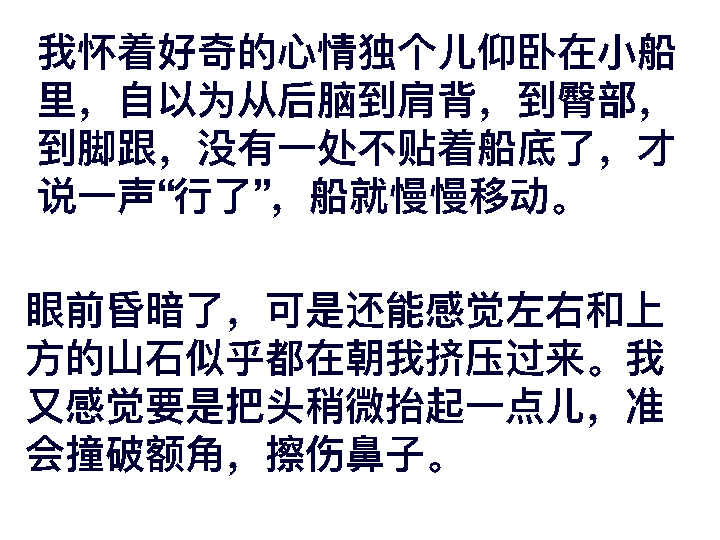 我怀着好奇的心情独个儿仰卧在小船
里，自以为从后脑到肩背，到臀部，
到脚跟，没有一处不贴着船底了，才
说一声“行了”，船就慢慢移动。
眼前昏暗了，可是还能感觉左右和上
方的山石似乎都在朝我挤压过来。我
又感觉要是把头稍微抬起一点儿，准
会撞破额角，擦伤鼻子。